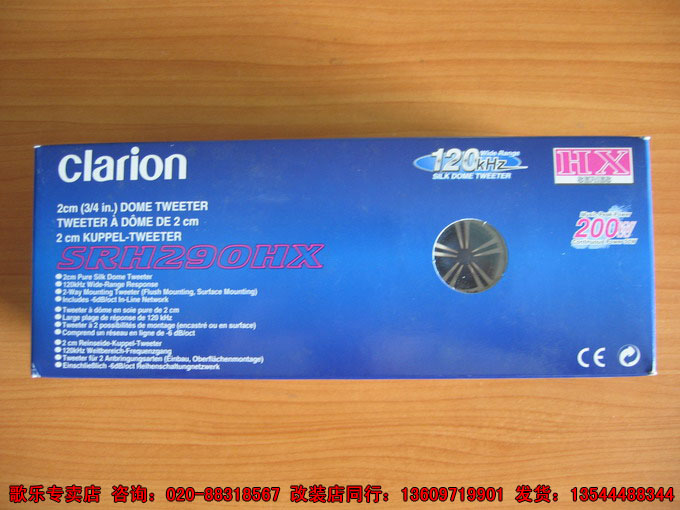 clarion
120kHz Wide-Range
SILK DOME TWEETER
HX
SERIES
2cm (3/4 in.) DOME TWEETER
TWEETER À DÔME DE 2 cm
2 cm KUPPEL-TWEETER
SRH290HX
200W
2cm Pure Silk Dome Tweeter
120kHz Wide-Range Response
2-Way Mounting Tweeter (Flush Mounting, Surface Mounting)
Includes -6dB/oct In-Line Network
Tweeter à dôme en soie pure de 2 cm
Large plage de réponse de 120 kHz
Tweeter à 2 possibilités de montage (encastré ou en surface)
Comprend un réseau en ligne de -6 dB/oct
2 cm Reinseide-Kuppel-Tweeter
120kHz Weitbereich-Frequenzgang
Tweeter für 2 Anbringungsarten (Einbau, Oberflächenmontage)
Einschließlich -6dB/oct Reihenschaltungnetzwerk
CE
歌乐专卖店 咨询：020-88318567 改装店同行：13609719901 发货：13544488344